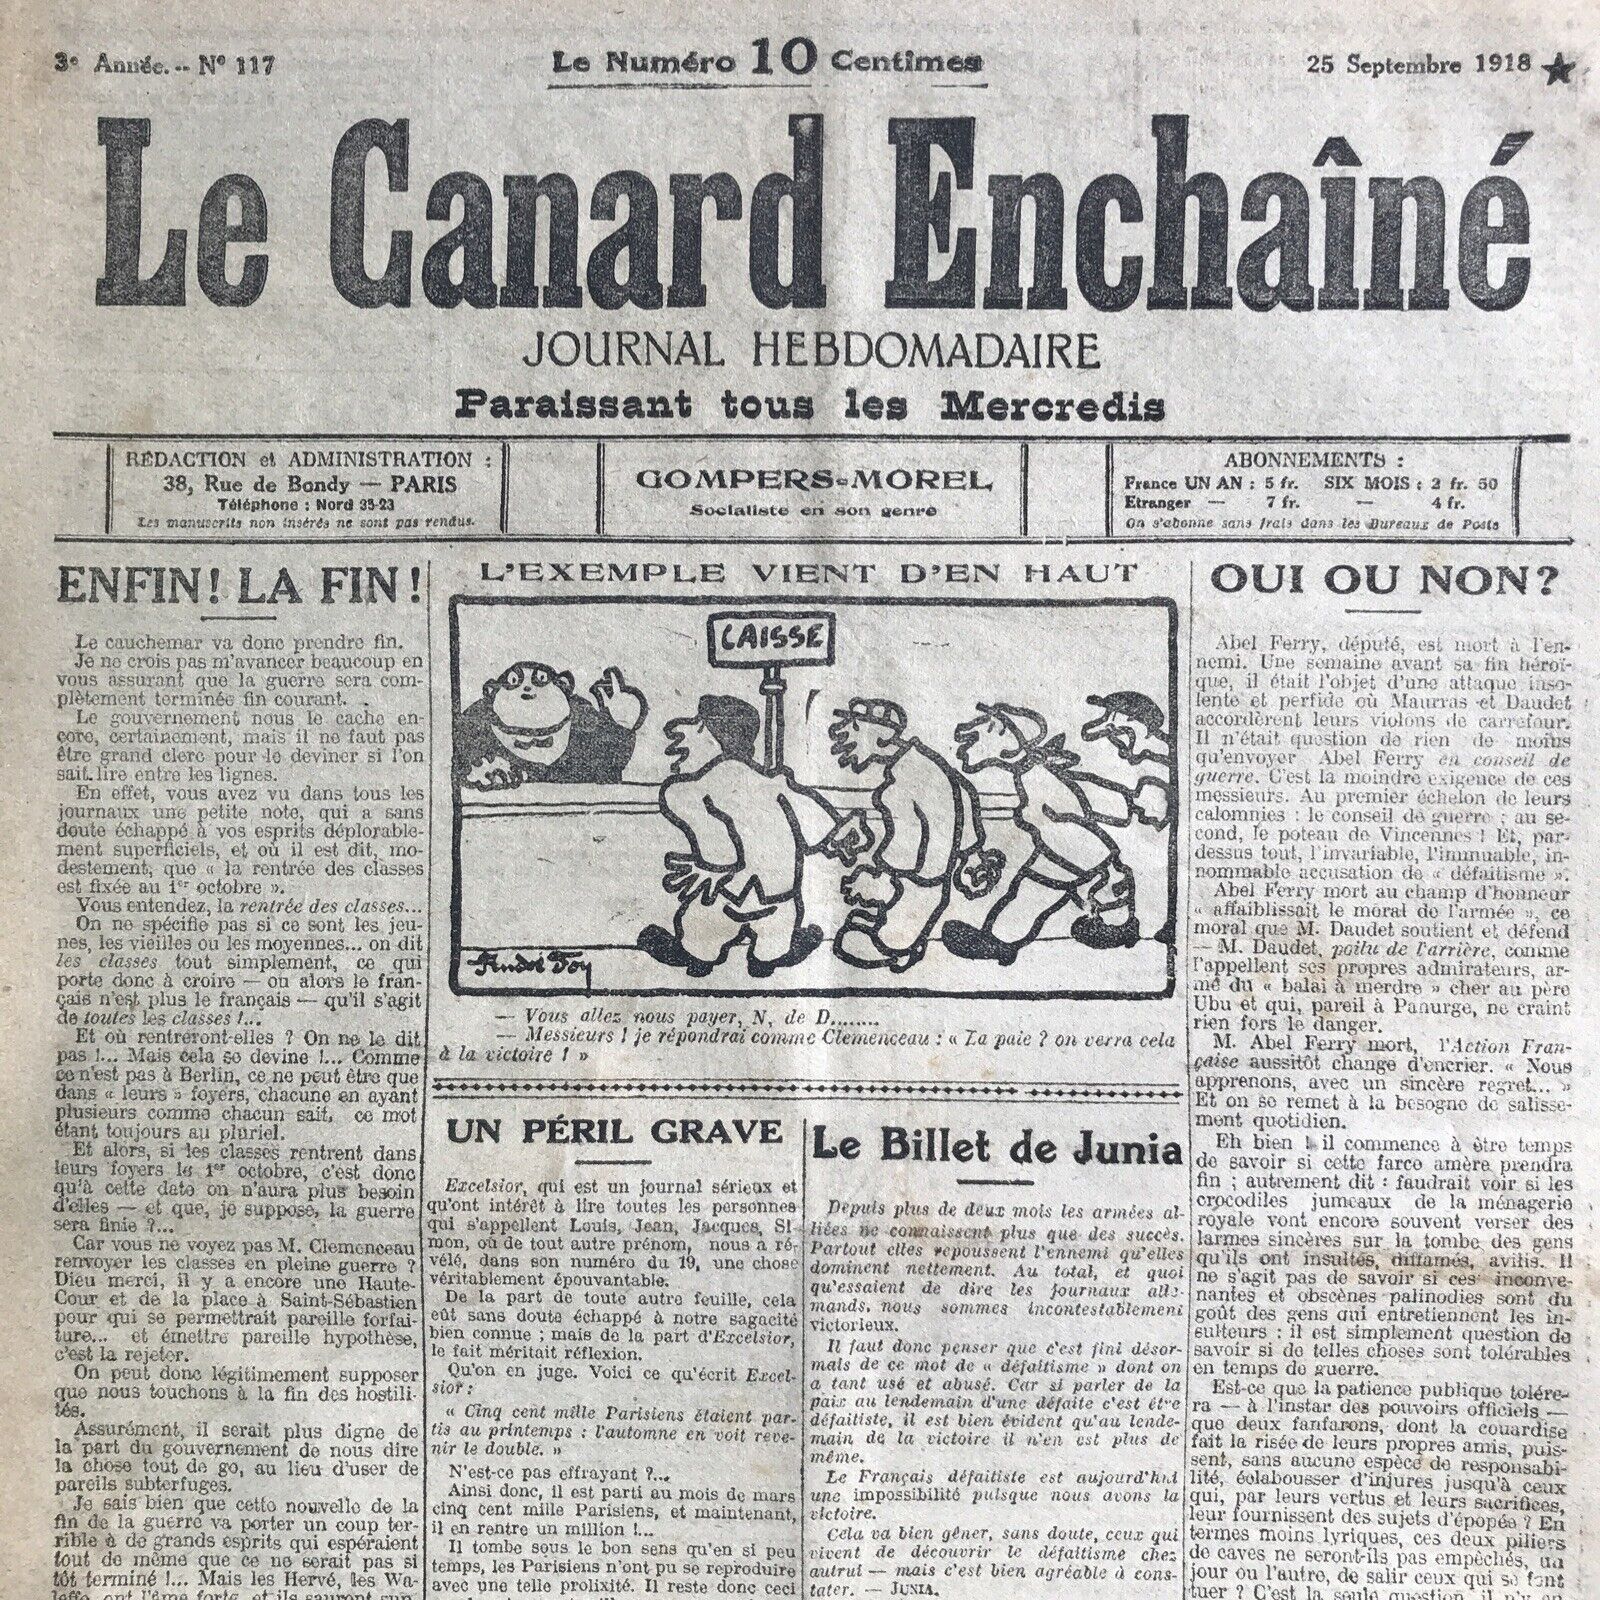 3e Année. -- No 117
Le Numéro 10 Centimes
25 Septembre 1918
Le Canard Enchaîné
JOURNAL HEBDOMADAIRE
Paraissant tous les Mercredis
RÉDACTION et ADMINISTRATION :
38, Rue de Bondy — PARIS
Téléphone : Nord 35-23
Les manuscrits non insérés ne sont pas rendus.
GOMPERS-MOREL
Socialiste en son genre
ABONNEMENTS :
France UN AN : 5 fr. SIX MOIS : 2 fr. 50
Etranger — 7 fr. — 4 fr.
On s'abonne sans frais dans les Bureaux de Poste
ENFIN ! LA FIN !
Le cauchemar va donc prendre fin.
Je ne crois pas m'avancer beaucoup en
vous assurant que la guerre sera com-
plètement terminée fin courant.
Le gouvernement nous le cache en-
core, certainement, mais il ne faut pas
être grand clerc pour le deviner si l'on
sait lire entre les lignes.
En effet, vous avez vu dans tous les
journaux une petite note, qui a sans
doute échappé à vos esprits déplorable-
ment superficiels, et où il est dit, mo-
destement, que « la rentrée des classes
est fixée au 1er octobre ».
Vous entendez, la rentrée des classes...
On ne spécifie pas si ce sont les jeu-
nes, les vieilles ou les moyennes... on dit
les classes tout simplement, ce qui
porte donc à croire — ou alors le fran-
çais n'est plus le français — qu'il s'agit
de toutes les classes !...
Et où rentreront-elles ? On ne le dit
pas !... Mais cela se devine !... Comme
ce n'est pas à Berlin, ce ne peut être que
dans « leurs » foyers, chacune en ayant
plusieurs comme chacun sait, ce mot
étant toujours au pluriel.
Et alors, si les classes rentrent dans
leurs foyers le 1er octobre, c'est donc
qu'à cette date on n'aura plus besoin
d'elles — et que, je suppose, la guerre
sera finie ?...
Car vous ne voyez pas M. Clemenceau
renvoyer les classes en pleine guerre ?
Dieu merci, il y a encore une Haute-
Cour et de la place à Saint-Sébastien
pour qui se permettrait pareille forfai-
ture... et émettre pareille hypothèse,
c'est la rejeter.
On peut donc légitimement supposer
que nous touchons à la fin des hostili-
tés.
Assurément, il serait plus digne de
la part du gouvernement de nous dire
la chose tout de go, au lieu d'user de
pareils subterfuges.
Je sais bien que cette nouvelle de la
fin de la guerre va porter un coup ter-
rible à de grands esprits qui espéraient
tout de même que ce ne serait pas si
tôt terminé !... Mais les Hervé, les Wa-
leffe, ont l'âme forte, et ils sauront
L'EXEMPLE VIENT D'EN HAUT
CAISSE
André Foy
— Vous allez nous payer, N, de D........
— Messieurs ! je répondrai comme Clemenceau : « La paie ? on verra cela
à la victoire ! »
UN PÉRIL GRAVE
Excelsior, qui est un journal sérieux et
qu'ont intérêt à lire toutes les personnes
qui s'appellent Louis, Jean, Jacques, Si-
mon, ou de tout autre prénom, nous a ré-
vélé, dans son numéro du 19, une chose
véritablement épouvantable.
De la part de toute autre feuille, cela
eût sans doute échappé à notre sagacité
bien connue ; mais de la part d'Excelsior,
le fait méritait réflexion.
Qu'on en juge. Voici ce qu'écrit Excel-
sior :
« Cinq cent mille Parisiens étaient par-
tis au printemps : l'automne en voit reve-
nir le double. »
N'est-ce pas effrayant ?...
Ainsi donc, il est parti au mois de mars
cinq cent mille Parisiens, et maintenant,
il en rentre un million !...
Il tombe sous le bon sens qu'en si peu
temps, les Parisiens n'ont pu se reproduire
avec une telle prolixité. Il reste donc ceci
Le Billet de Junia
Depuis plus de deux mois les armées al-
liées ne connaissent plus que des succès.
Partout elles repoussent l'ennemi qu'elles
dominent nettement. Au total, et quoi
qu'essaient de dire les journaux alle-
mands, nous sommes incontestablement
victorieux.
Il faut donc penser que c'est fini désor-
mais de ce mot de « défaitisme » dont on
a tant usé et abusé. Car si parler de la
paix au lendemain d'une défaite c'est être
défaitiste, il est bien évident qu'au lende-
main de la victoire il n'en est plus de
même.
Le Français défaitiste est aujourd'hui
une impossibilité puisque nous avons la
victoire.
Cela va bien gêner, sans doute, ceux qui
vivent de découvrir le défaitisme chez
autrui — mais c'est bien agréable à cons-
tater. — JUNIA.
OUI OU NON ?
Abel Ferry, député, est mort à l'en-
nemi. Une semaine avant sa fin héroï-
que, il était l'objet d'une attaque inso-
lente et perfide où Maurras et Daudet
accordèrent leurs violons de carrefour.
Il n'était question de rien de moins
qu'envoyer Abel Ferry en conseil de
guerre. C'est la moindre exigence de ces
messieurs. Au premier échelon de leurs
calomnies : le conseil de guerre ; au se-
cond, le poteau de Vincennes ! Et, par-
dessus tout, l'invariable, l'immuable, in-
nommable accusation de « défaitisme ».
Abel Ferry mort au champ d'honneur
« affaiblissait le moral de l'armée », ce
moral que M. Daudet soutient et défend
— M. Daudet, poilu de l'arrière, comme
l'appellent ses propres admirateurs, ar-
mé du « balai à merdre » cher au père
Ubu et qui, pareil à Panurge, ne craint
rien fors le danger.
M. Abel Ferry mort, l'Action Fran-
çaise aussitôt change d'encrier. « Nous
apprenons, avec un sincère regret... »
Et on se remet à la besogne de salisse-
ment quotidien.
Eh bien ! il commence à être temps
de savoir si cette farce amère prendra
fin ; autrement dit : faudrait voir si les
crocodiles jumeaux de la ménagerie
royale vont encore souvent verser des
larmes sincères sur la tombe des gens
qu'ils ont insultés, diffamés, avilis. Il
ne s'agit pas de savoir si ces inconve-
nantes et obscènes palinodies sont du
goût des gens qui entretiennent les in-
sulteurs : il est simplement question de
savoir si de telles choses sont tolérables
en temps de guerre.
Est-ce que la patience publique tolére-
ra — à l'instar des pouvoirs officiels —
que deux fanfarons, dont la couardise
fait la risée de leurs propres amis, puis-
sent, sans aucune espèce de responsabi-
lité, éclabousser d'injures jusqu'à ceux
qui, par leurs vertus et leurs sacrifices,
leur fournissent des sujets d'épopée ? En
termes moins lyriques, ces deux piliers
de caves ne seront-ils pas empêchés, un
jour ou l'autre, de salir ceux qui se font
tuer ? C'est la seule question, il n'y en